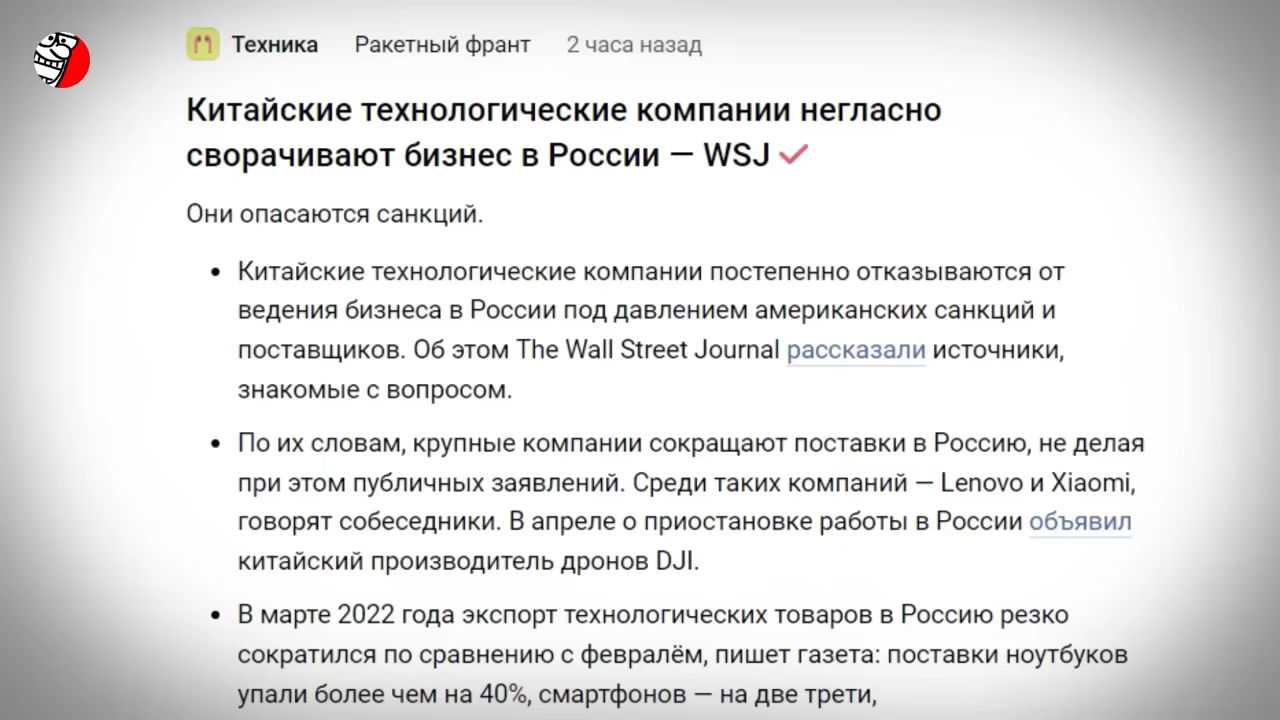 Техника Ракетный франт 2 часа назад
Китайские технологические компании негласно
сворачивают бизнес в России — WSJ
Они опасаются санкций.
• Китайские технологические компании постепенно отказываются от
ведения бизнеса в России под давлением американских санкций и
поставщиков. Об этом The Wall Street Journal рассказали источники,
знакомые с вопросом.
• По их словам, крупные компании сокращают поставки в Россию, не делая
при этом публичных заявлений. Среди таких компаний — Lenovo и Xiaomi,
говорят собеседники. В апреле о приостановке работы в России объявил
китайский производитель дронов DJI.
• В марте 2022 года экспорт технологических товаров в Россию резко
сократился по сравнению с февралём, пишет газета: поставки ноутбуков
упали более чем на 40%, смартфонов — на две трети,